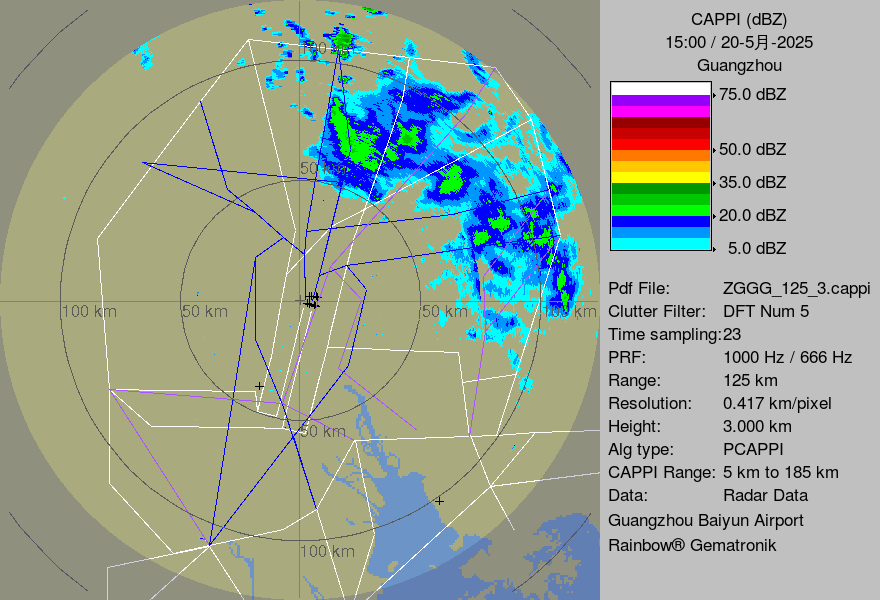 CAPPI (dBZ)
15:00 / 20-5月-2025
Guangzhou
75.0 dBZ
50.0 dBZ
35.0 dBZ
20.0 dBZ
5.0 dBZ
Pdf File: ZGGG_125_3.cappi
Clutter Filter: DFT Num 5
Time sampling:23
PRF: 1000 Hz / 666 Hz
Range: 125 km
Resolution: 0.417 km/pixel
Height: 3.000 km
Alg type: PCAPPI
CAPPI Range: 5 km to 185 km
Data: Radar Data
Guangzhou Baiyun Airport
Rainbow® Gematronik
100 km
50 km
100 km
50 km
50 km
100 km
50 km
100 km